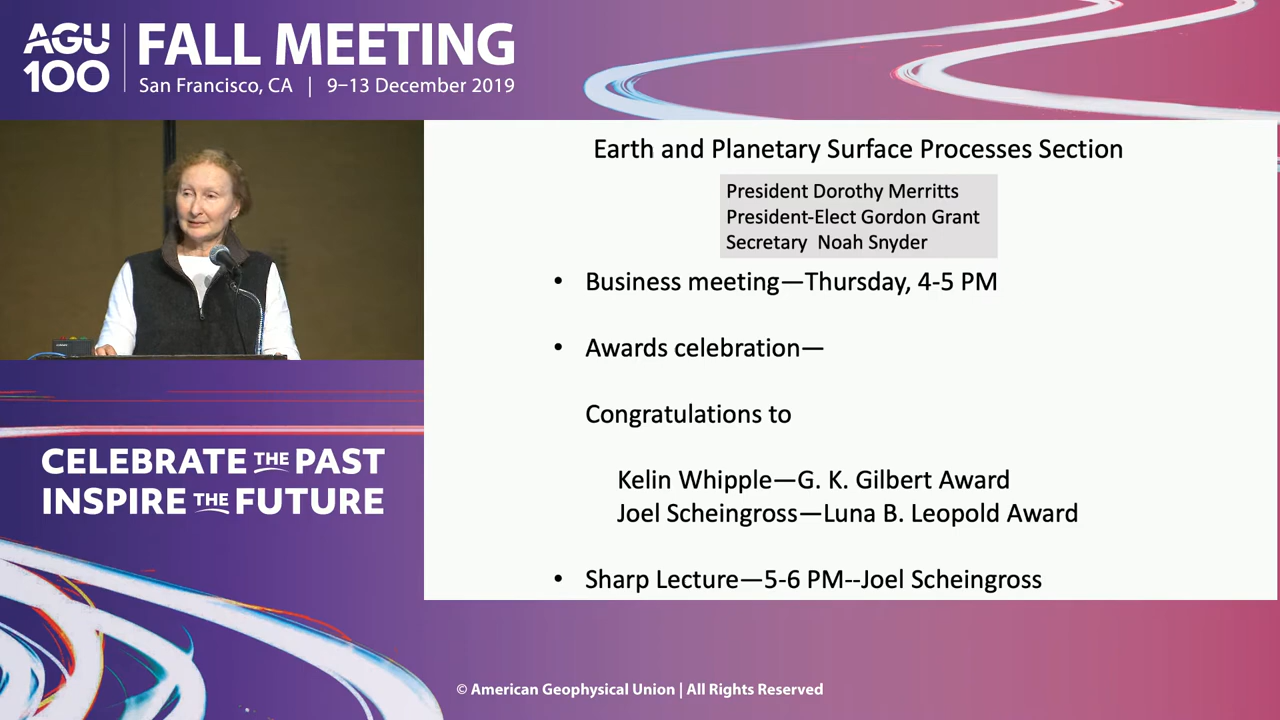 AGU
100
FALL MEETING
San Francisco, CA | 9–13 December 2019
Earth and Planetary Surface Processes Section
President Dorothy Merritts
President-Elect Gordon Grant
Secretary Noah Snyder
• Business meeting—Thursday, 4-5 PM
• Awards celebration—
Congratulations to
Kelin Whipple—G. K. Gilbert Award
Joel Scheingross—Luna B. Leopold Award
• Sharp Lecture—5-6 PM--Joel Scheingross
CELEBRATE THE PAST
INSPIRE THE FUTURE
© American Geophysical Union | All Rights Reserved